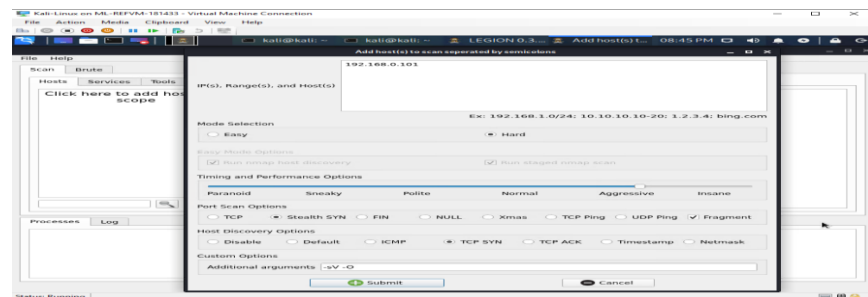 Kali-Linux on ML-REFVM-181433 - Virtual Machine Connection
File Action Media Clipboard View Help
kali@kali: ~ kali@kali: ~ LEGION 0.3.... Add host(s) t... 08:45 PM
Add host(s) to scan seperated by semicolons
File Help
Scan Brute
Hosts Services Tools
Click here to add hos
scope
IP(s), Range(s), and Host(s)
192.168.0.101
Ex: 192.168.1.0/24; 10.10.10.10-20; 1.2.3.4; bing.com
Mode Selection
Easy Hard
Easy Mode Options
Run nmap host discovery Run staged nmap scan
Timing and Performance Options
Paranoid Sneaky Polite Normal Aggressive Insane
Port Scan Options
TCP Stealth SYN FIN NULL Xmas TCP Ping UDP Ping Fragment
Host Discovery Options
Disable Default ICMP TCP SYN TCP ACK Timestamp Netmask
Custom Options
Additional arguments -sV -O
Submit Cancel
Processes Log
Status: Running